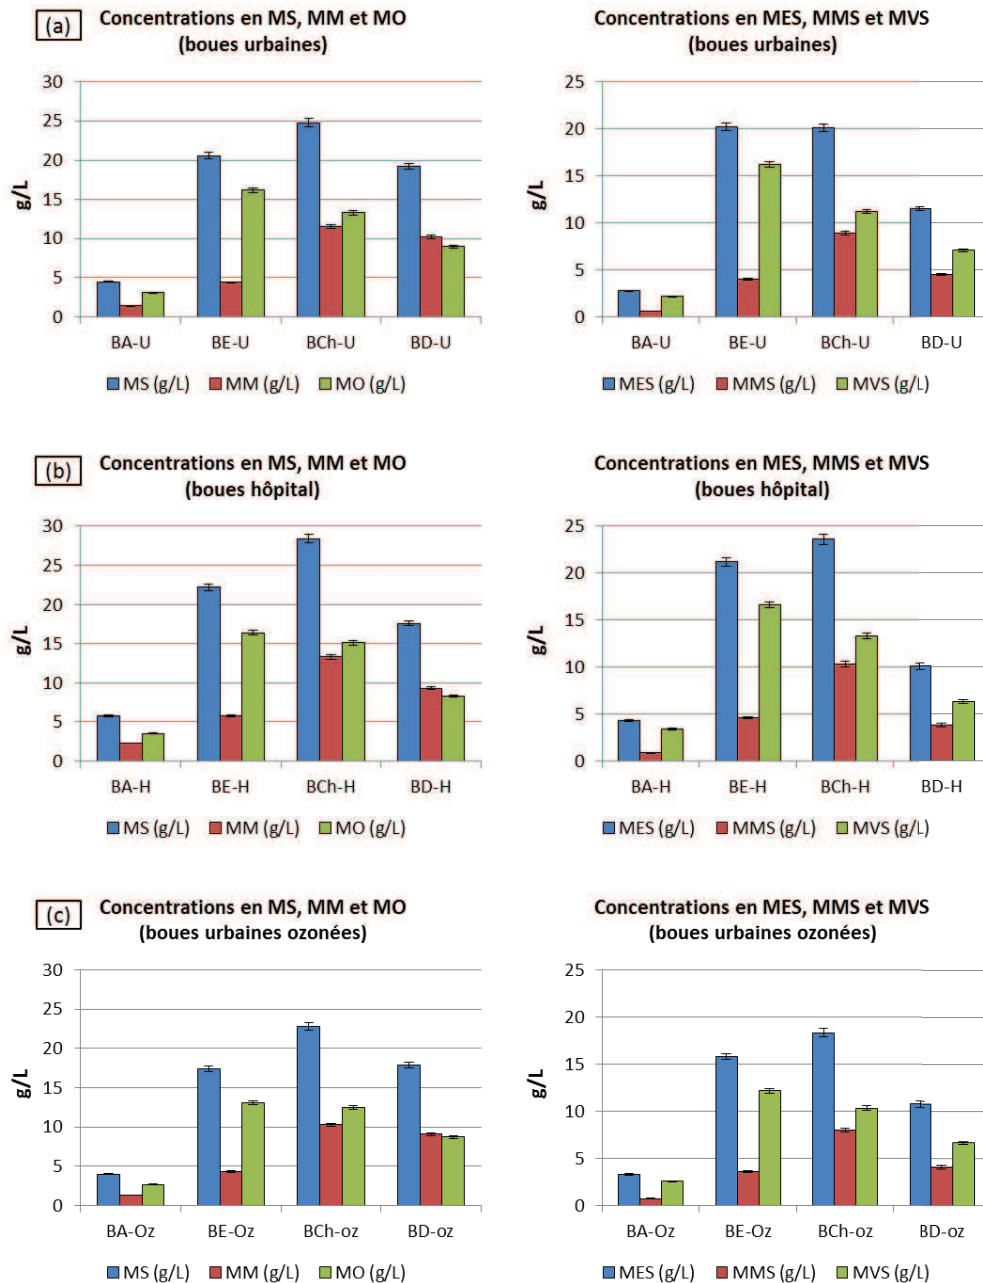 (a)
Concentrations en MS, MM et MO
(boues urbaines)
30
25
20
15
10
5
0
g/L
BA-U BE-U BCh-U BD-U
MS (g/L) MM (g/L) MO (g/L)
Concentrations en MES, MMS et MVS
(boues urbaines)
25
20
15
10
5
0
g/L
BA-U BE-U BCh-U BD-U
MES (g/L) MMS (g/L) MVS (g/L)
(b)
Concentrations en MS, MM et MO
(boues hôpital)
30
25
20
15
10
5
0
g/L
BA-H BE-H BCh-H BD-H
MS (g/L) MM (g/L) MO (g/L)
Concentrations en MES, MMS et MVS
(boues hôpital)
25
20
15
10
5
0
g/L
BA-H BE-H BCh-H BD-H
MES (g/L) MMS (g/L) MVS (g/L)
(c)
Concentrations en MS, MM et MO
(boues urbaines ozonées)
30
25
20
15
10
5
0
g/L
BA-Oz BE-Oz BCh-oz BD-oz
MS (g/L) MM (g/L) MO (g/L)
Concentrations en MES, MMS et MVS
(boues urbaines ozonées)
25
20
15
10
5
0
g/L
BA-Oz BE-Oz BCh-oz BD-oz
MES (g/L) MMS (g/L) MVS (g/L)